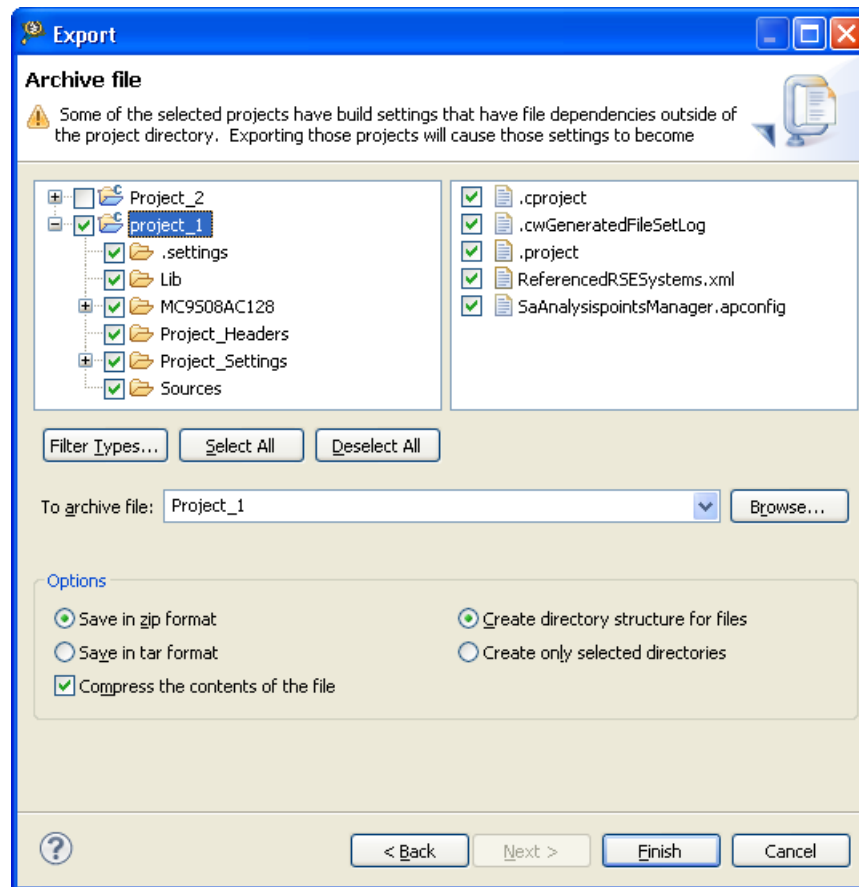 Export
Archive file
Some of the selected projects have build settings that have file dependencies outside of
the project directory.  Exporting those projects will cause those settings to become
Project_2
project_1
.settings
Lib
MC9S08AC128
Project_Headers
Project_Settings
Sources
.cproject
.cwGeneratedFileSetLog
.project
ReferencedRSESystems.xml
SaAnalysispointsManager.apconfig
Filter Types... Select All Deselect All
To archive file: Project_1 Browse...
Options
Save in zip format Create directory structure for files
Save in tar format Create only selected directories
Compress the contents of the file
? < Back Next > Finish Cancel